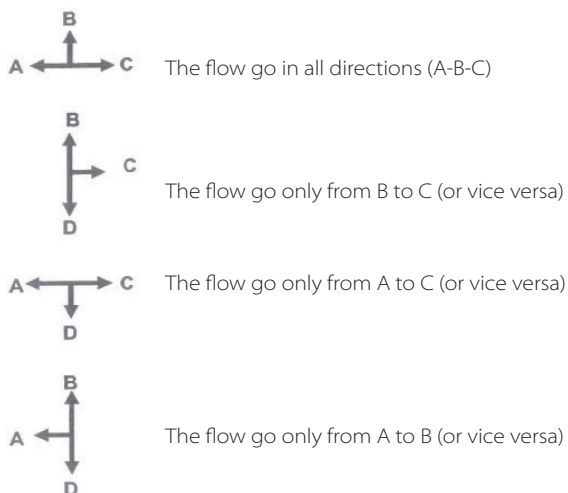 B
A C The flow go in all directions (A-B-C)
B
C
The flow go only from B to C (or vice versa)
D
A C The flow go only from A to C (or vice versa)
D
B
A The flow go only from A to B (or vice versa)
D